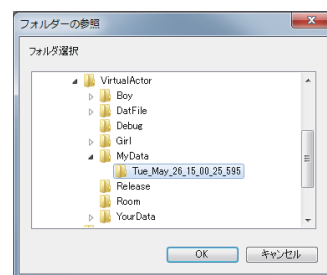 フォルダーの参照
フォルダ選択
VirtualActor
Boy
DatFile
Debug
Girl
MyData
Tue_May_26_15_00_25_595
Release
Room
YourData
OK
キャンセル